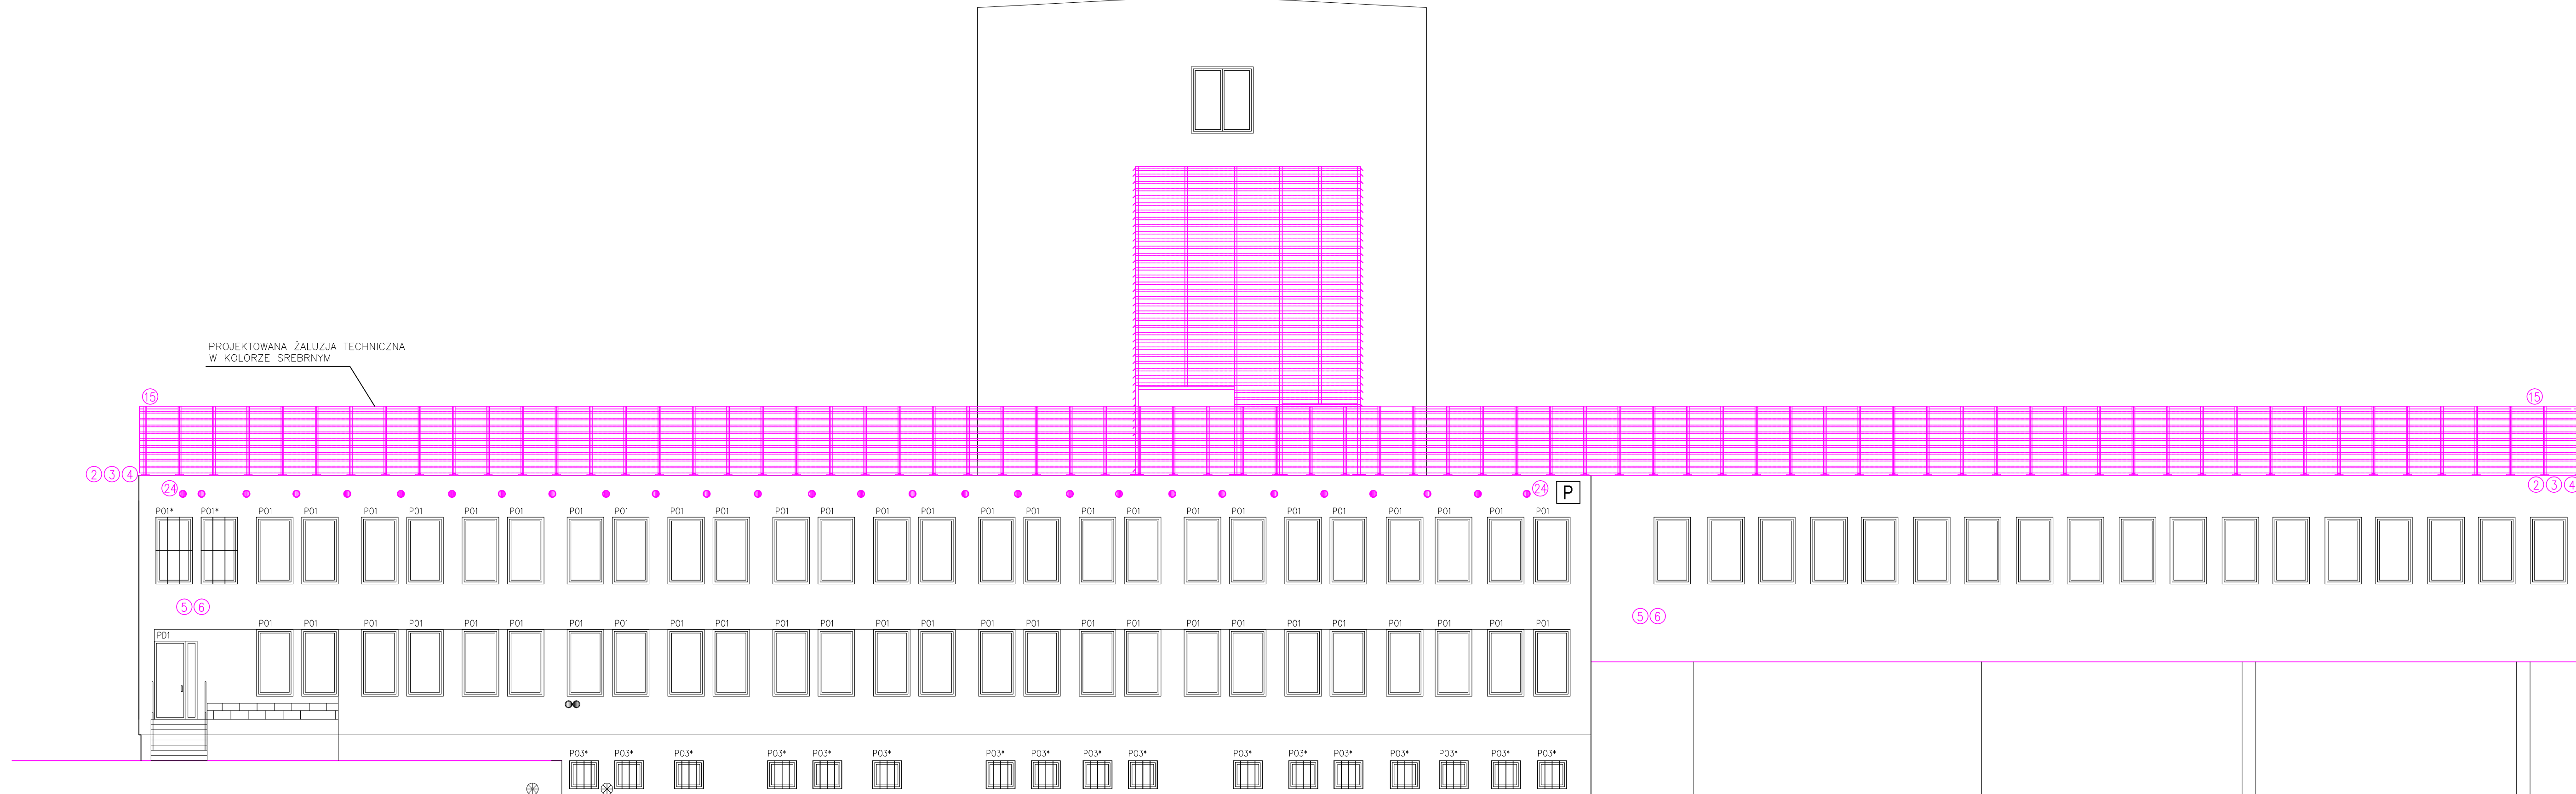 PROJEKTOWANA ŻALUZJA TECHNICZNA
W KOLORZE SREBRNYM
15 15
2 3 4
24 24 P 2 3 4
P01* P01* P01 P01 P01 P01 P01 P01 P01 P01 P01 P01 P01 P01 P01 P01 P01 P01 P01 P01 P01 P01 P01 P01 P01 P01 P01 P01
5 6 5 6
P01 P01 P01 P01 P01 P01 P01 P01 P01 P01 P01 P01 P01 P01 P01 P01 P01 P01 P01 P01 P01 P01 P01 P01 P01 P01
PD1
P03* P03* P03* P03* P03* P03* P03* P03* P03* P03* P03* P03* P03* P03* P03* P03* P03*